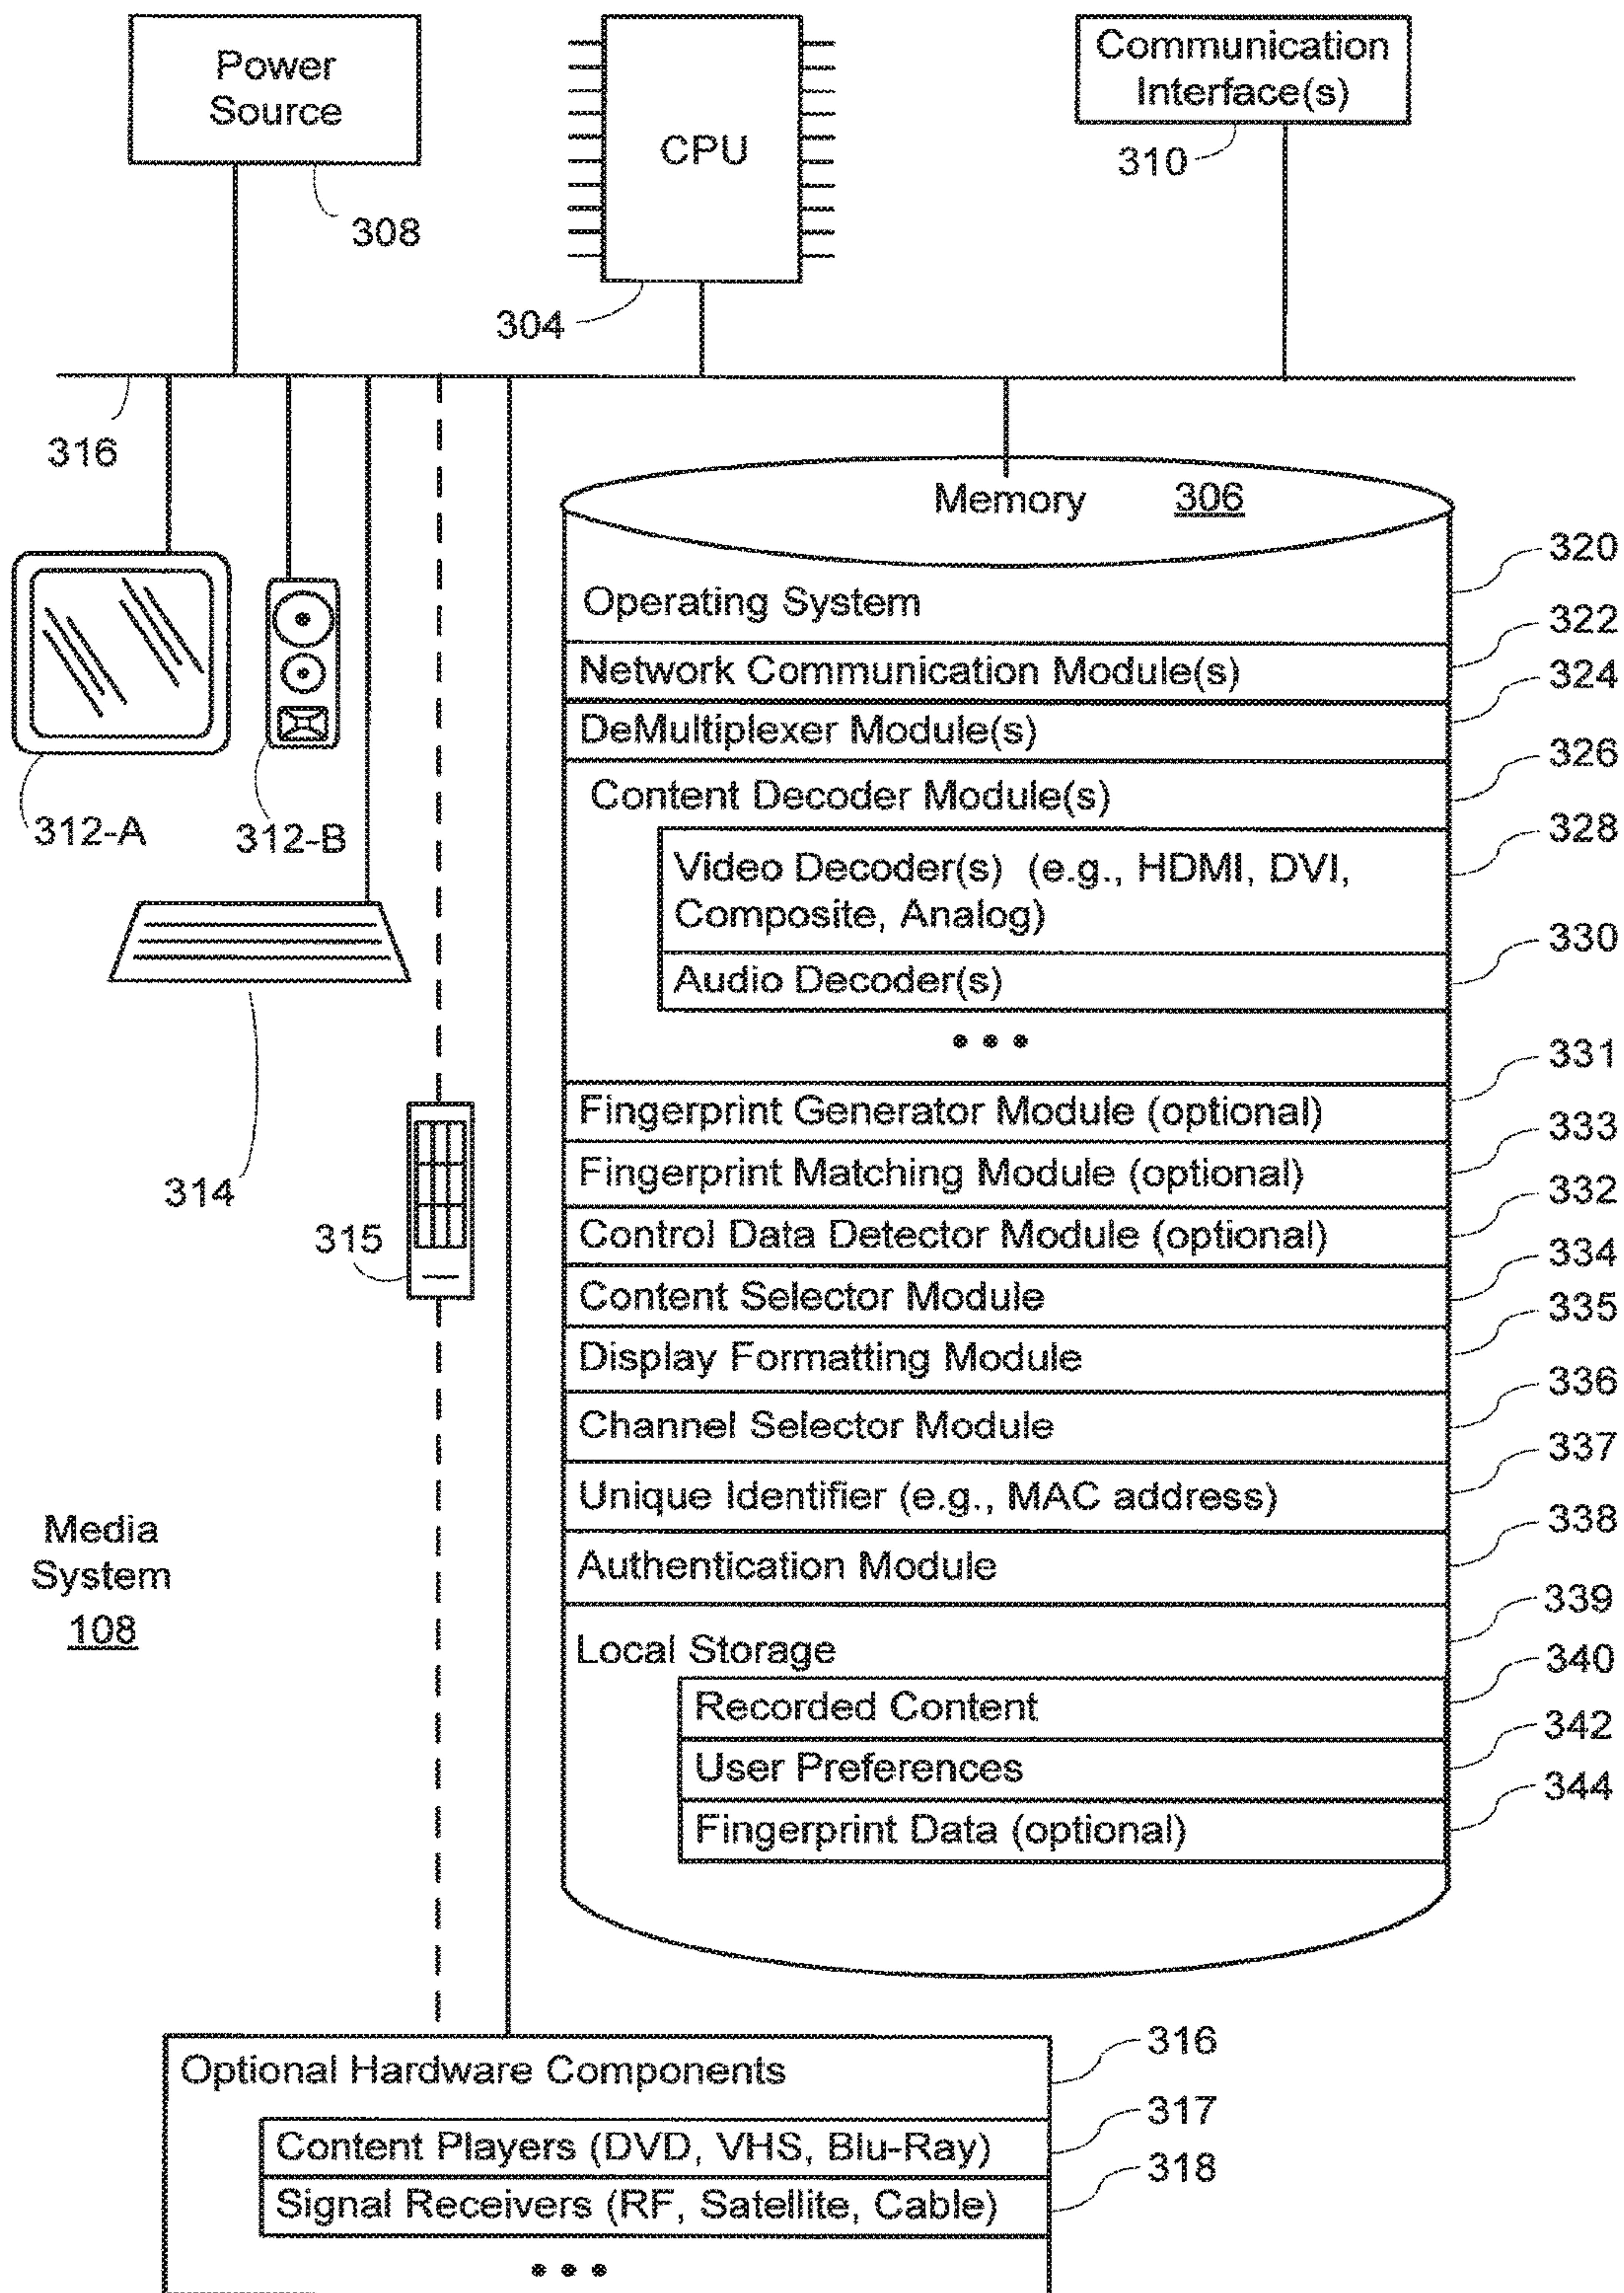 Power
Source
308
CPU
304
Communication
Interface(s)
310
316
312-A
312-B
314
315
Media
System
108
Memory 306
Operating System 320
Network Communication Module(s) 322
DeMultiplexer Module(s) 324
Content Decoder Module(s) 326
Video Decoder(s) (e.g., HDMI, DVI, 328
Composite, Analog)
Audio Decoder(s) 330
• • •
Fingerprint Generator Module (optional) 331
Fingerprint Matching Module (optional) 333
Control Data Detector Module (optional) 332
Content Selector Module 334
Display Formatting Module 335
Channel Selector Module 336
Unique Identifier (e.g., MAC address) 337
Authentication Module 338
Local Storage 339
Recorded Content 340
User Preferences 342
Fingerprint Data (optional) 344
Optional Hardware Components 316
Content Players (DVD, VHS, Blu-Ray) 317
Signal Receivers (RF, Satellite, Cable) 318
• • •